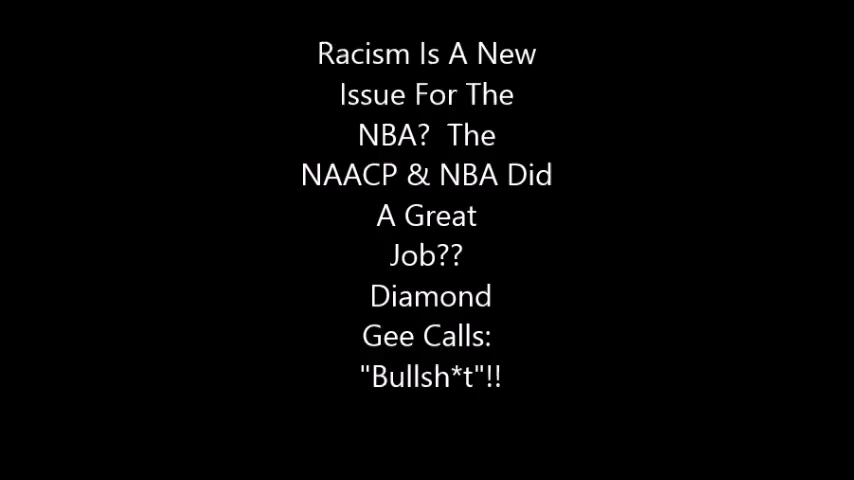 Racism Is A New
Issue For The
NBA?  The
NAACP & NBA Did
A Great
Job??
Diamond
Gee Calls:
"Bullsh*t"!!